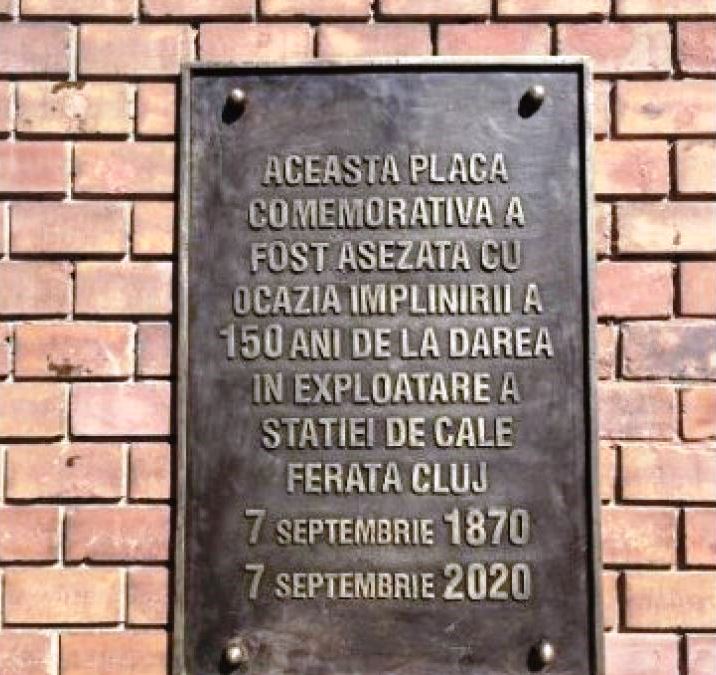 ACEASTA PLACA
COMEMORATIVA A
FOST ASEZATA CU
OCAZIA IMPLINIRII A
150 ANI DE LA DAREA
IN EXPLOATARE A
STATIEI DE CALE
FERATA CLUJ
7 SEPTEMBRIE 1870
7 SEPTEMBRIE 2020